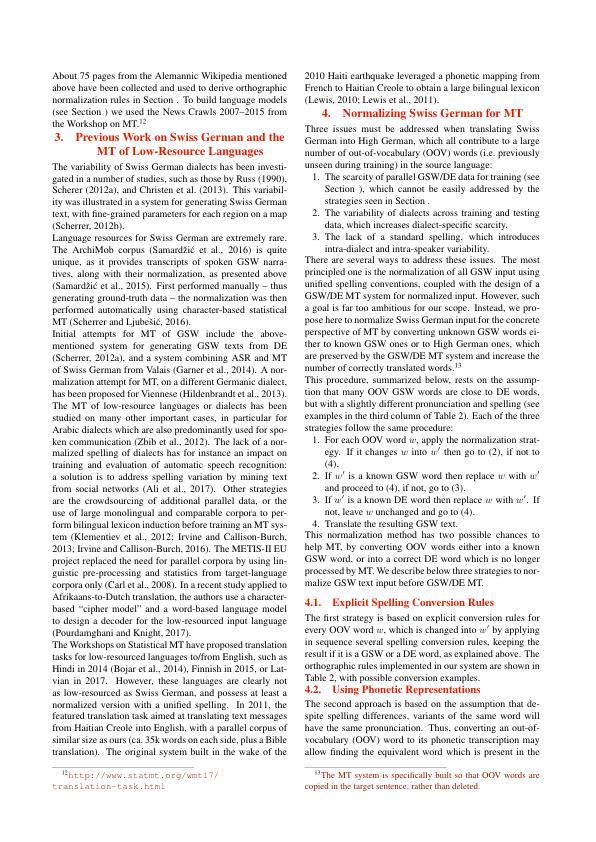 About 75 pages from the Alemannic Wikipedia mentioned
above have been collected and used to derive orthographic
normalization rules in Section . To build language models
(see Section ) we used the News Crawls 2007–2015 from
the Workshop on MT.12
3. Previous Work on Swiss German and the
MT of Low-Resource Languages
The variability of Swiss German dialects has been investi-
gated in a number of studies, such as those by Russ (1990),
Scherer (2012a), and Christen et al. (2013). This variabil-
ity was illustrated in a system for generating Swiss German
text, with fine-grained parameters for each region on a map
(Scherrer, 2012b).
Language resources for Swiss German are extremely rare.
The ArchiMob corpus (Samardžić et al., 2016) is quite
unique, as it provides transcripts of spoken GSW narra-
tives, along with their normalization, as presented above
(Samardžić et al., 2015). First performed manually – thus
generating ground-truth data – the normalization was then
performed automatically using character-based statistical
MT (Scherrer and Ljubešić, 2016).
Initial attempts for MT of GSW include the above-
mentioned system for generating GSW texts from DE
(Scherrer, 2012a), and a system combining ASR and MT
of Swiss German from Valais (Garner et al., 2014). A nor-
malization attempt for MT, on a different Germanic dialect,
has been proposed for Viennese (Hildenbrandt et al., 2013).
The MT of low-resource languages or dialects has been
studied on many other important cases, in particular for
Arabic dialects which are also predominantly used for spo-
ken communication (Zbib et al., 2012). The lack of a nor-
malized spelling of dialects has for instance an impact on
training and evaluation of automatic speech recognition:
a solution is to address spelling variation by mining text
from social networks (Ali et al., 2017). Other strategies
are the crowdsourcing of additional parallel data, or the
use of large monolingual and comparable corpora to per-
form bilingual lexicon induction before training an MT sys-
tem (Klementiev et al., 2012; Irvine and Callison-Burch,
2013; Irvine and Callison-Burch, 2016). The METIS-II EU
project replaced the need for parallel corpora by using lin-
guistic pre-processing and statistics from target-language
corpora only (Carl et al., 2008). In a recent study applied to
Afrikaans-to-Dutch translation, the authors use a character-
based “cipher model” and a word-based language model
to design a decoder for the low-resourced input language
(Pourdamghani and Knight, 2017).
The Workshops on Statistical MT have proposed translation
tasks for low-resourced languages to/from English, such as
Hindi in 2014 (Bojar et al., 2014), Finnish in 2015, or Lat-
vian in 2017. However, these languages are clearly not
as low-resourced as Swiss German, and possess at least a
normalized version with a unified spelling. In 2011, the
featured translation task aimed at translating text messages
from Haitian Creole into English, with a parallel corpus of
similar size as ours (ca. 35k words on each side, plus a Bible
translation). The original system built in the wake of the
12http://www.statmt.org/wmt17/
translation-task.html
2010 Haiti earthquake leveraged a phonetic mapping from
French to Haitian Creole to obtain a large bilingual lexicon
(Lewis, 2010; Lewis et al., 2011).
4. Normalizing Swiss German for MT
Three issues must be addressed when translating Swiss
German into High German, which all contribute to a large
number of out-of-vocabulary (OOV) words (i.e. previously
unseen during training) in the source language:
1. The scarcity of parallel GSW/DE data for training (see
Section ), which cannot be easily addressed by the
strategies seen in Section .
2. The variability of dialects across training and testing
data, which increases dialect-specific scarcity.
3. The lack of a standard spelling, which introduces
intra-dialect and intra-speaker variability.
There are several ways to address these issues. The most
principled one is the normalization of all GSW input using
unified spelling conventions, coupled with the design of a
GSW/DE MT system for normalized input. However, such
a goal is far too ambitious for our scope. Instead, we pro-
pose here to normalize Swiss German input for the concrete
perspective of MT by converting unknown GSW words ei-
ther to known GSW ones or to High German ones, which
are preserved by the GSW/DE MT system and increase the
number of correctly translated words.13
This procedure, summarized below, rests on the assump-
tion that many OOV GSW words are close to DE words,
but with a slightly different pronunciation and spelling (see
examples in the third column of Table 2). Each of the three
strategies follow the same procedure:
1. For each OOV word w, apply the normalization strat-
egy. If it changes w into w′ then go to (2), if not to
(4).
2. If w′ is a known GSW word then replace w with w′
and proceed to (4), if not, go to (3).
3. If w′ is a known DE word then replace w with w′. If
not, leave w unchanged and go to (4).
4. Translate the resulting GSW text.
This normalization method has two possible chances to
help MT, by converting OOV words either into a known
GSW word, or into a correct DE word which is no longer
processed by MT. We describe below three strategies to nor-
malize GSW text input before GSW/DE MT.
4.1. Explicit Spelling Conversion Rules
The first strategy is based on explicit conversion rules for
every OOV word w, which is changed into w′ by applying
in sequence several spelling conversion rules, keeping the
result if it is a GSW or a DE word, as explained above. The
orthographic rules implemented in our system are shown in
Table 2, with possible conversion examples.
4.2. Using Phonetic Representations
The second approach is based on the assumption that de-
spite spelling differences, variants of the same word will
have the same pronunciation. Thus, converting an out-of-
vocabulary (OOV) word to its phonetic transcription may
allow finding the equivalent word which is present in the
13The MT system is specifically built so that OOV words are
copied in the target sentence, rather than deleted.